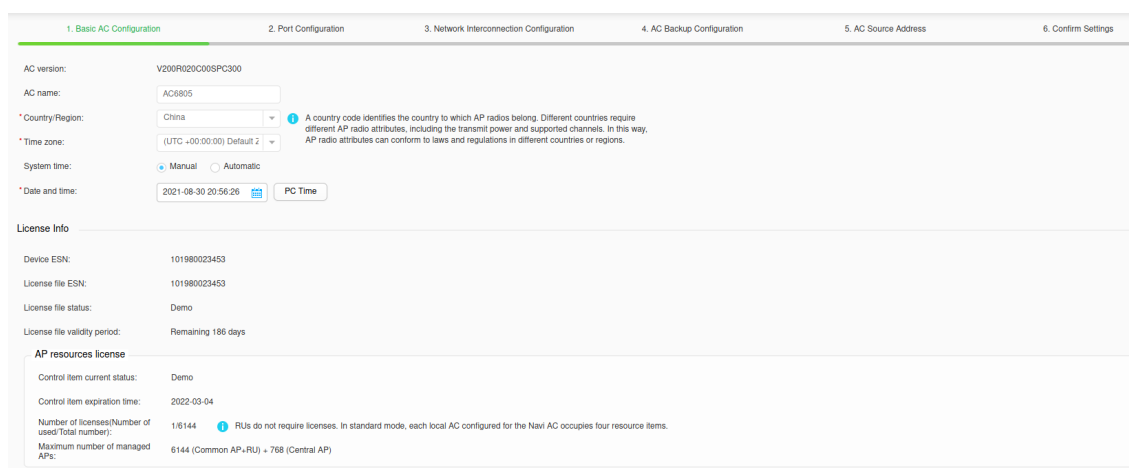 1. Basic AC Configuration 2. Port Configuration 3. Network Interconnection Configuration 4. AC Backup Configuration 5. AC Source Address 6. Confirm Settings
AC version: V200R020C00SPC300
AC name: AC6805
* Country/Region: China
A country code identifies the country to which AP radios belong. Different countries require
different AP radio attributes, including the transmit power and supported channels. In this way,
AP radio attributes can conform to laws and regulations in different countries or regions.
* Time zone: (UTC +00:00:00) Default Z
System time: Manual Automatic
* Date and time: 2021-08-30 20:56:26 PC Time
License Info
Device ESN: 101980023453
License file ESN: 101980023453
License file status: Demo
License file validity period: Remaining 186 days
AP resources license
Control item current status: Demo
Control item expiration time: 2022-03-04
Number of licenses(Number of
used/Total number): 1/6144 RUs do not require licenses. In standard mode, each local AC configured for the Navi AC occupies four resource items.
Maximum number of managed
APs: 6144 (Common AP+RU) + 768 (Central AP)